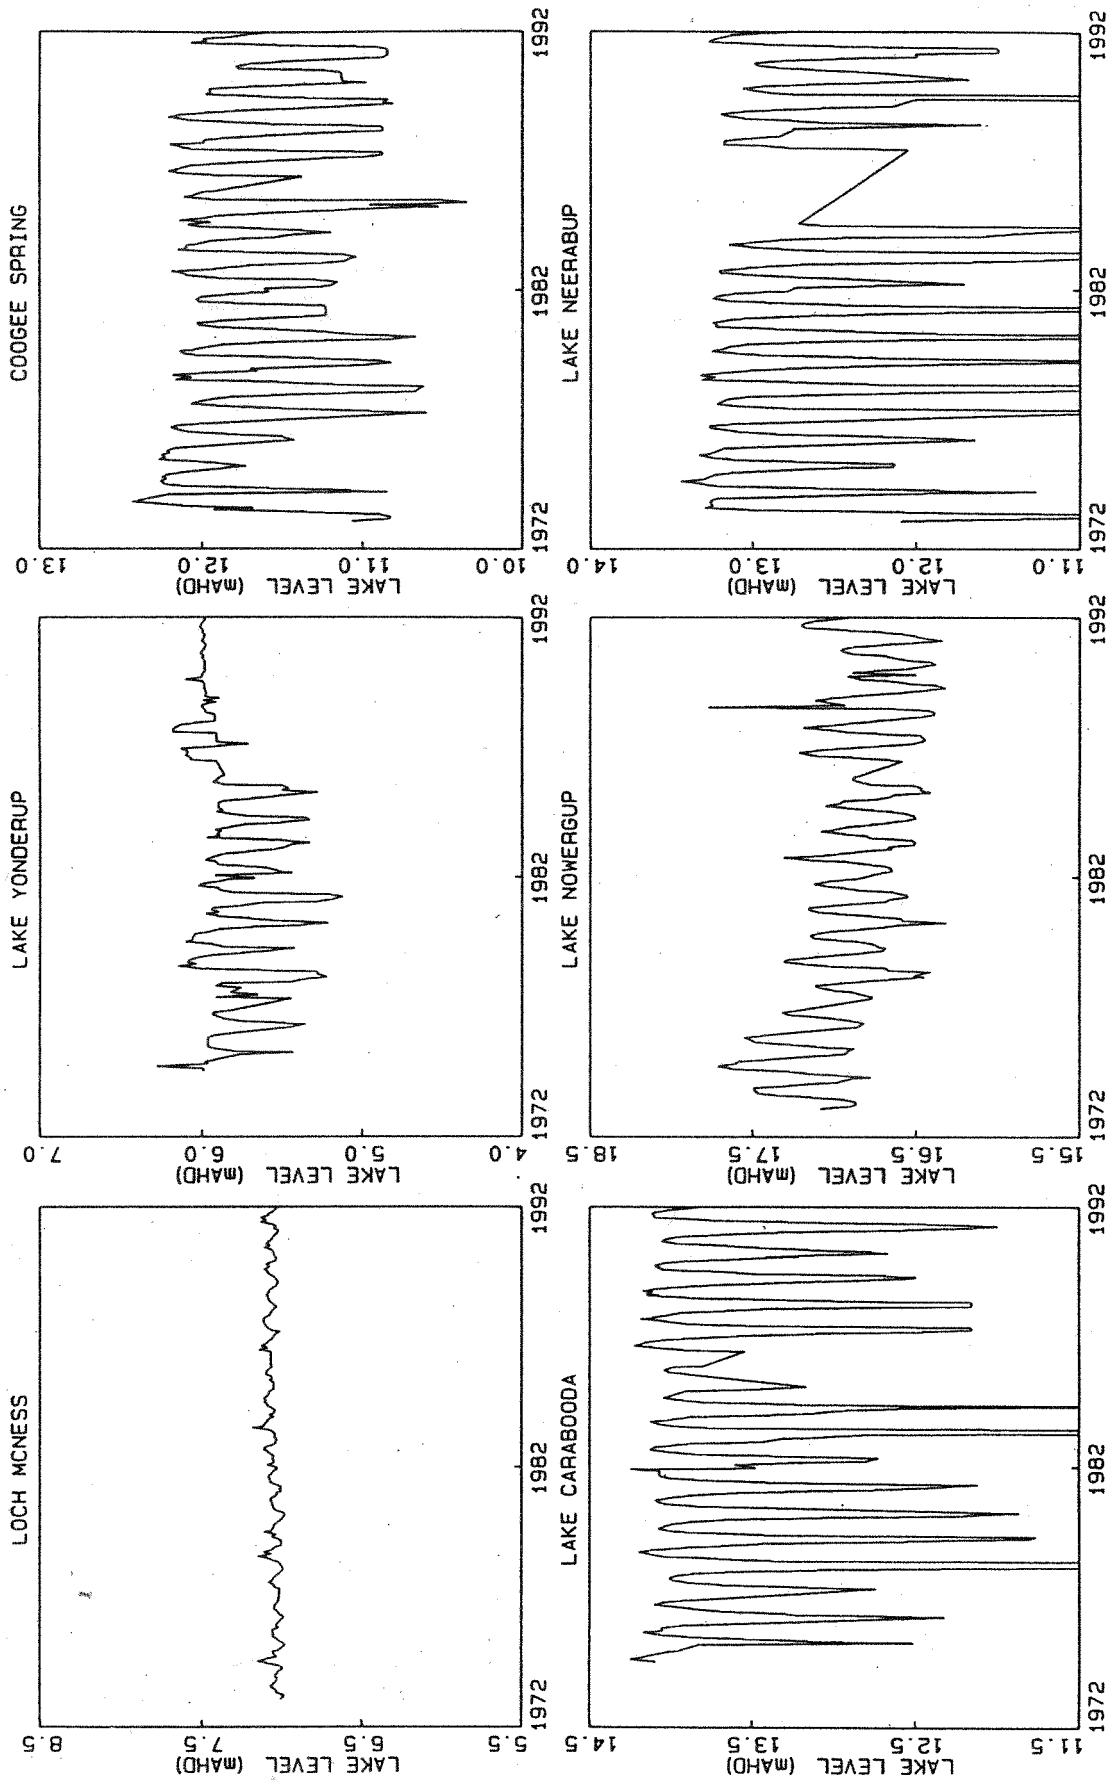 LOCH MCNESS
8.5
7.5
6.5
5.5
LAKE LEVEL
(mAHD)
1972
1982
1992
LAKE YONDERUP
7.0
6.0
5.0
4.0
LAKE LEVEL
(mAHD)
1972
1982
1992
COOGEE SPRING
13.0
12.0
11.0
10.0
LAKE LEVEL
(mAHD)
1972
1982
1992
LAKE CARABOODA
14.5
13.5
12.5
11.5
LAKE LEVEL
(mAHD)
1972
1982
1992
LAKE NOWERGUP
18.5
17.5
16.5
15.5
LAKE LEVEL
(mAHD)
1972
1982
1992
LAKE NEERABUP
14.0
13.0
12.0
11.0
LAKE LEVEL
(mAHD)
1972
1982
1992